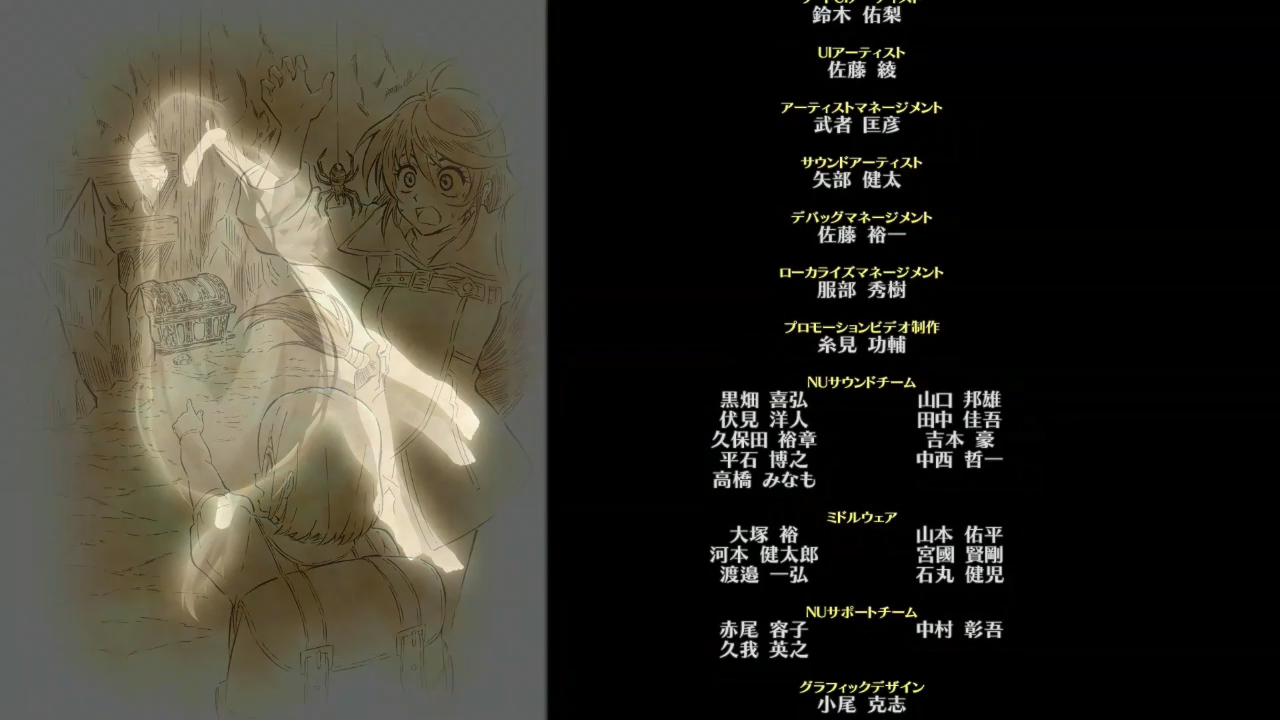 鈴木 佑梨
UIアーティスト
佐藤 綾
アーティストマネージメント
武者 匡彦
サウンドアーティスト
矢部 健太
デバッグマネージメント
佐藤 裕一
ローカライズマネージメント
服部 秀樹
プロモーションビデオ制作
糸見 功輔
NUサウンドチーム
黒畑 喜弘 山口 邦雄
伏見 洋人 田中 佳吾
久保田 裕章 吉本 豪
平石 博之 中西 哲一
高橋 みなも
ミドルウェア
大塚 裕 山本 佑平
河本 健太郎 宮國 賢剛
渡邉 一弘 石丸 健児
NUサポートチーム
赤尾 容子 中村 彰吾
久我 英之
グラフィックデザイン
小尾 克志